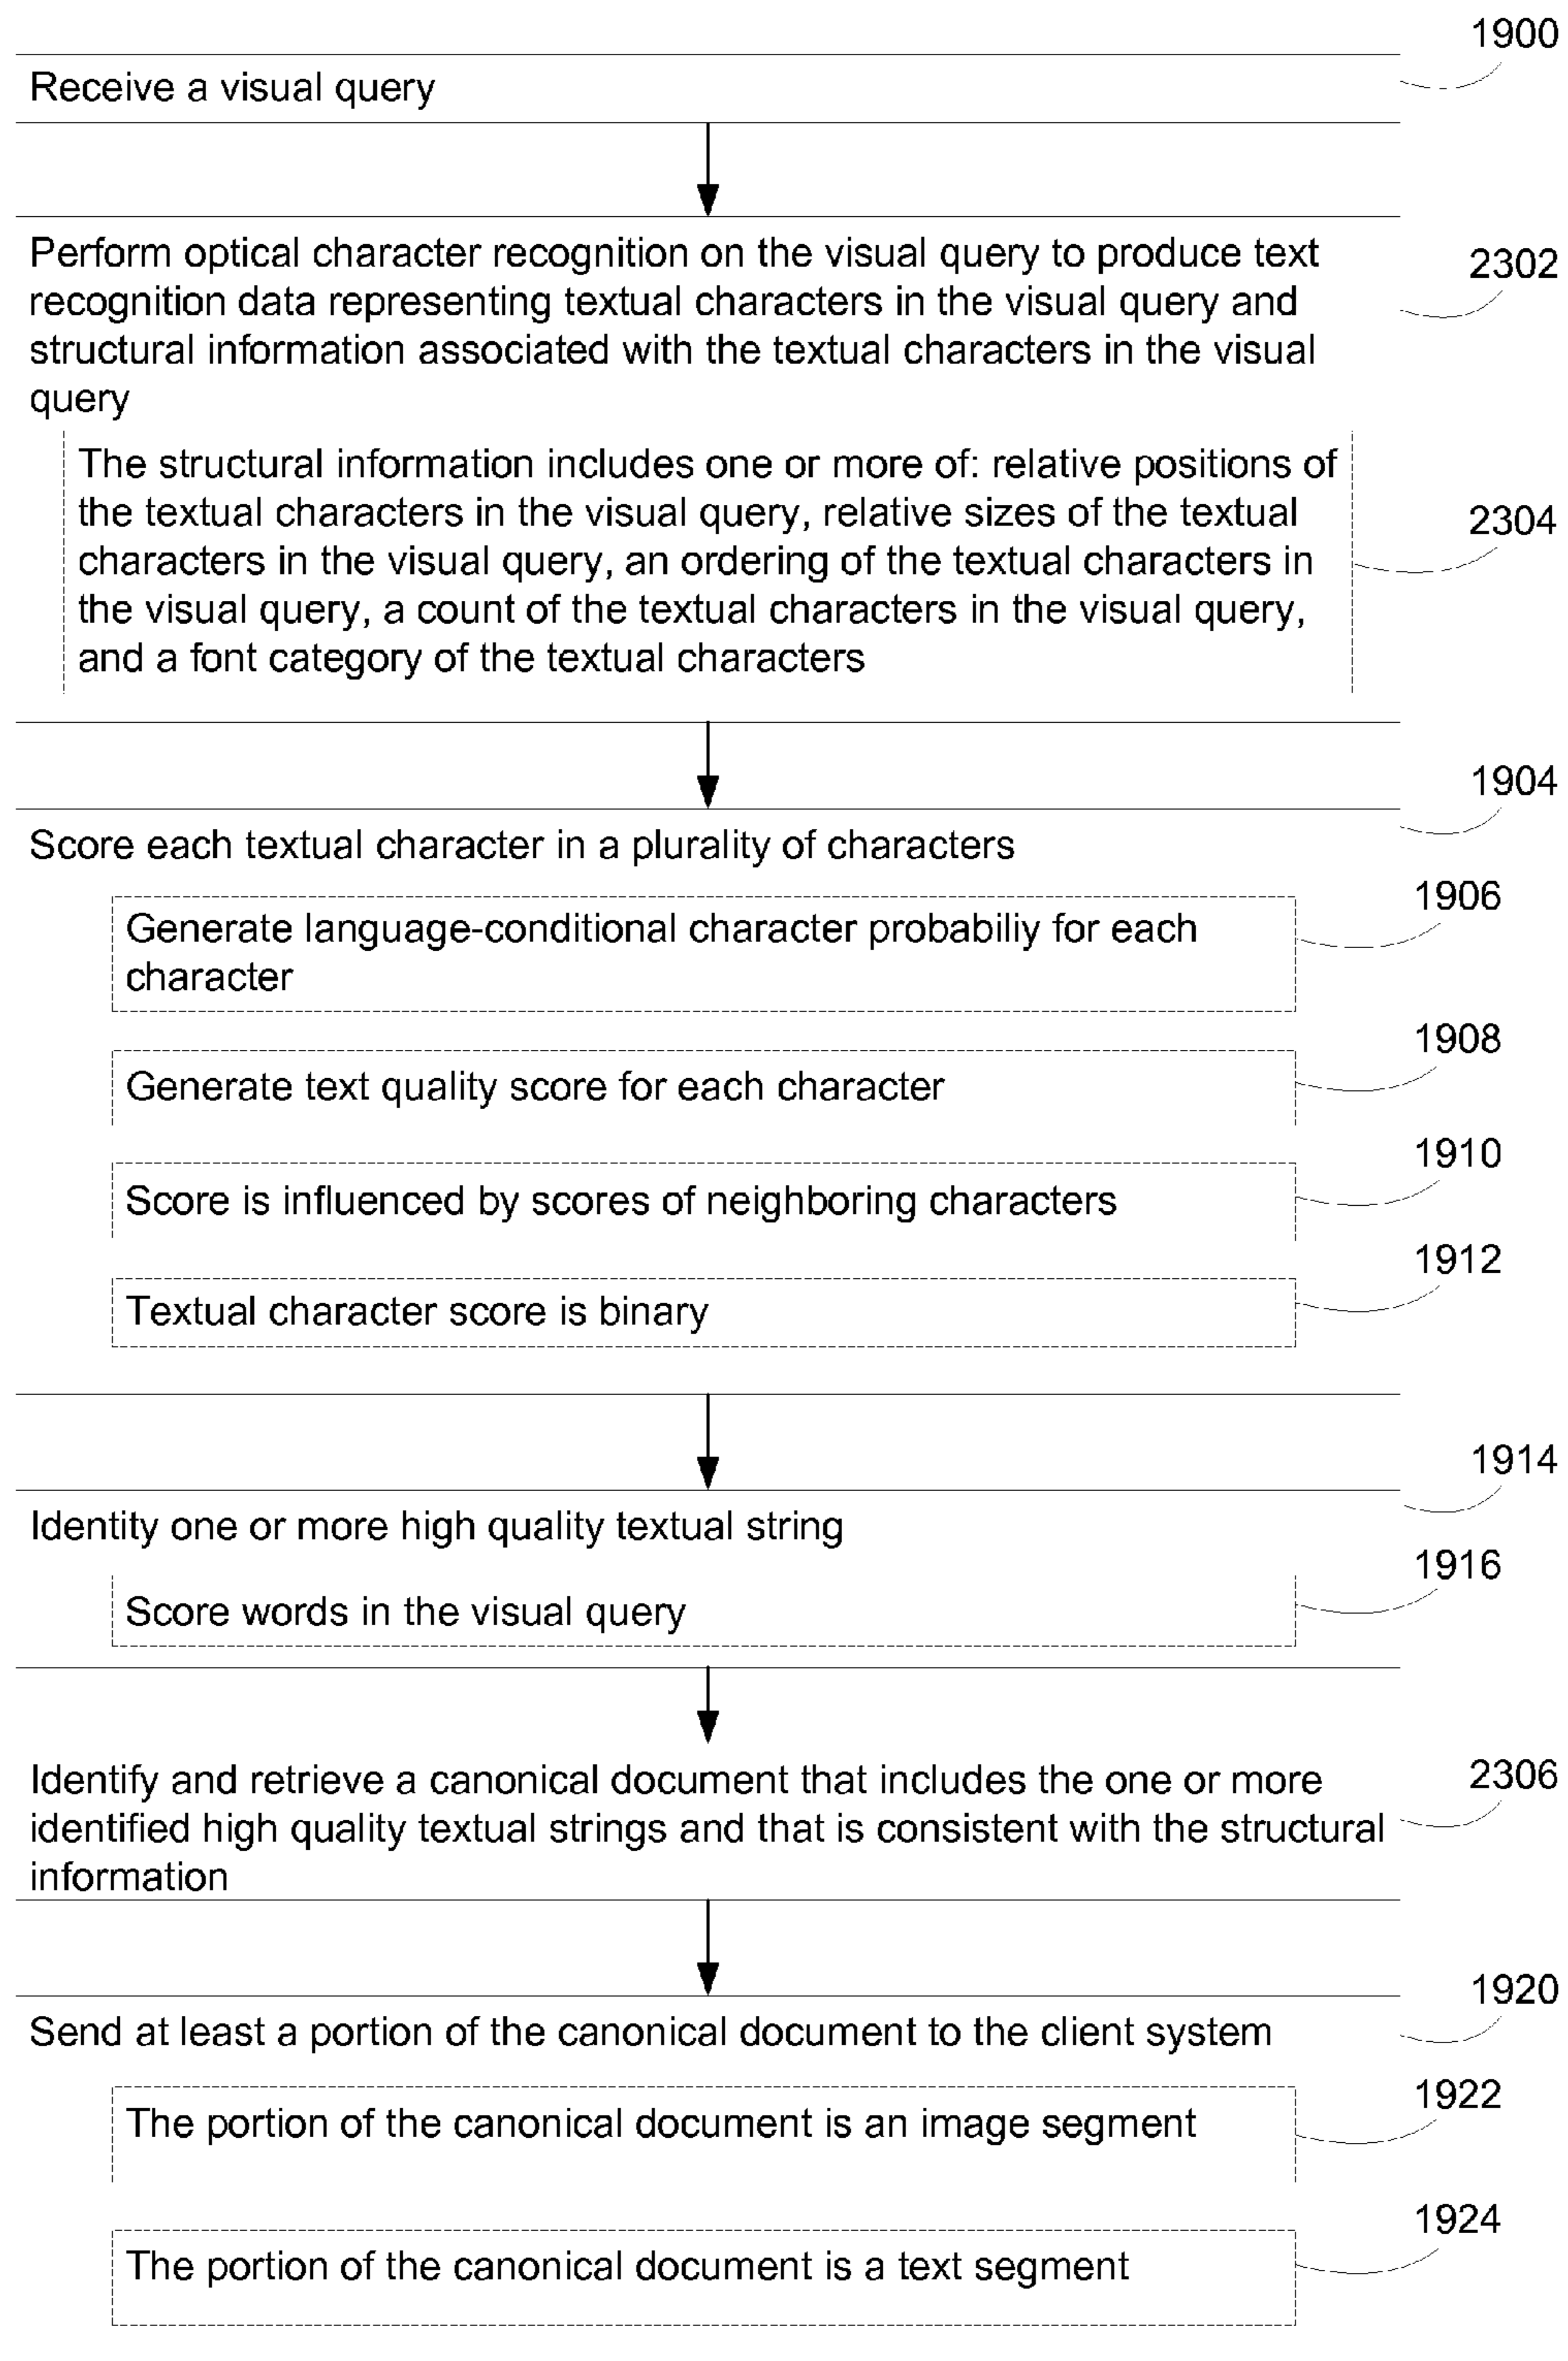 1900
Receive a visual query
Perform optical character recognition on the visual query to produce text
2302
recognition data representing textual characters in the visual query and
structural information associated with the textual characters in the visual
query
The structural information includes one or more of: relative positions of
the textual characters in the visual query, relative sizes of the textual
2304
characters in the visual query, an ordering of the textual characters in
the visual query, a count of the textual characters in the visual query,
and a font category of the textual characters
1904
Score each textual character in a plurality of characters
1906
Generate language-conditional character probabiliy for each
character
1908
Generate text quality score for each character
1910
Score is influenced by scores of neighboring characters
1912
Textual character score is binary
1914
Identity one or more high quality textual string
1916
Score words in the visual query
2306
Identify and retrieve a canonical document that includes the one or more
identified high quality textual strings and that is consistent with the structural
information
1920
Send at least a portion of the canonical document to the client system
1922
The portion of the canonical document is an image segment
1924
The portion of the canonical document is a text segment